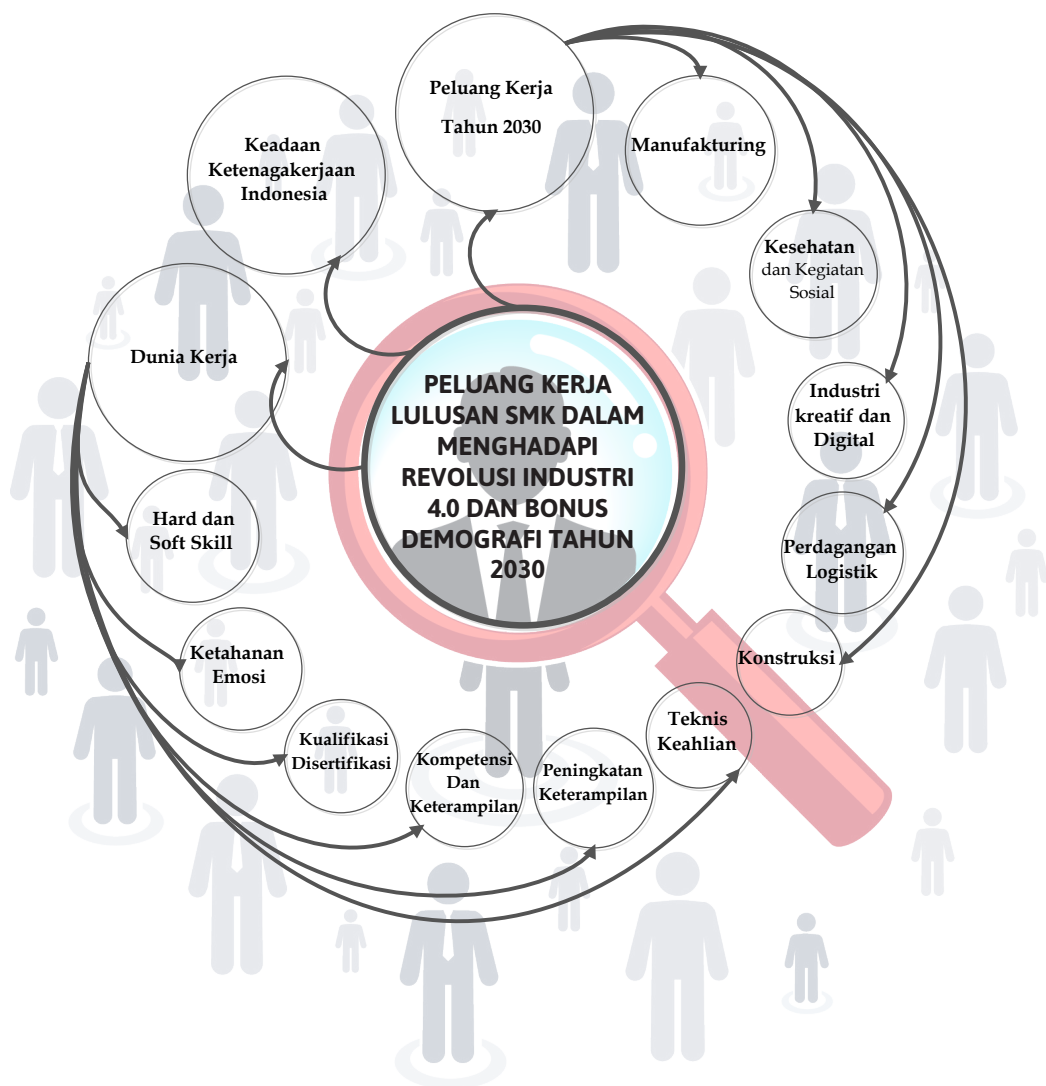 Peluang Kerja
Tahun 2030
Manufakturing
Keadaan
Ketenagakerjaan
Indonesia
Kesehatan
dan Kegiatan
Sosial
Dunia Kerja
PELUANG KERJA
LULUSAN SMK DALAM
MENGHADAPI
REVOLUSI INDUSTRI
4.0 DAN BONUS
DEMOGRAFI TAHUN
2030
Industri
kreatif dan
Digital
Hard dan
Soft Skill
Perdagangan
Logistik
Ketahanan
Emosi
Konstruksi
Kualifikasi
Disertifikasi
Kompetensi
Dan
Keterampilan
Peningkatan
Keterampilan
Teknis
Keahlian